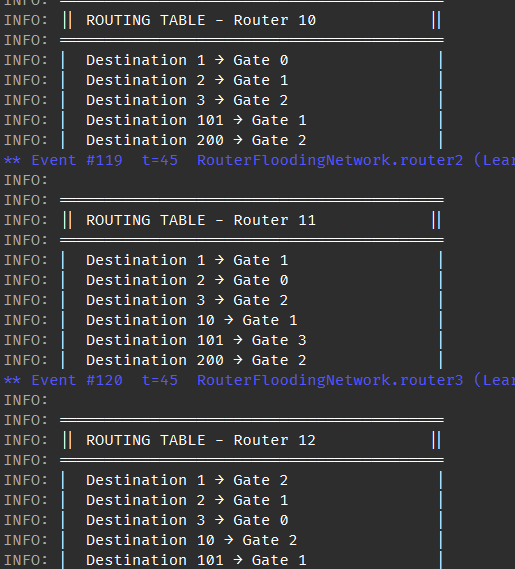 INFO:
INFO: || ROUTING TABLE - Router 10 ||
INFO: ══════════════════════════════
INFO: | Destination 1 → Gate 0 |
INFO: | Destination 2 → Gate 1 |
INFO: | Destination 3 → Gate 2 |
INFO: | Destination 101 → Gate 1 |
INFO: | Destination 200 → Gate 2 |
** Event #119 t=45 RouterFloodingNetwork.router2 (Lear
INFO:
INFO: ══════════════════════════════
INFO: || ROUTING TABLE - Router 11 ||
INFO: ══════════════════════════════
INFO: | Destination 1 → Gate 1 |
INFO: | Destination 2 → Gate 0 |
INFO: | Destination 3 → Gate 2 |
INFO: | Destination 10 → Gate 1 |
INFO: | Destination 101 → Gate 3 |
INFO: | Destination 200 → Gate 2 |
** Event #120 t=45 RouterFloodingNetwork.router3 (Lear
INFO:
INFO: ══════════════════════════════
INFO: || ROUTING TABLE - Router 12 ||
INFO: ══════════════════════════════
INFO: | Destination 1 → Gate 2 |
INFO: | Destination 2 → Gate 1 |
INFO: | Destination 3 → Gate 0 |
INFO: | Destination 10 → Gate 2 |
INFO: | Destination 101 → Gate 1 |